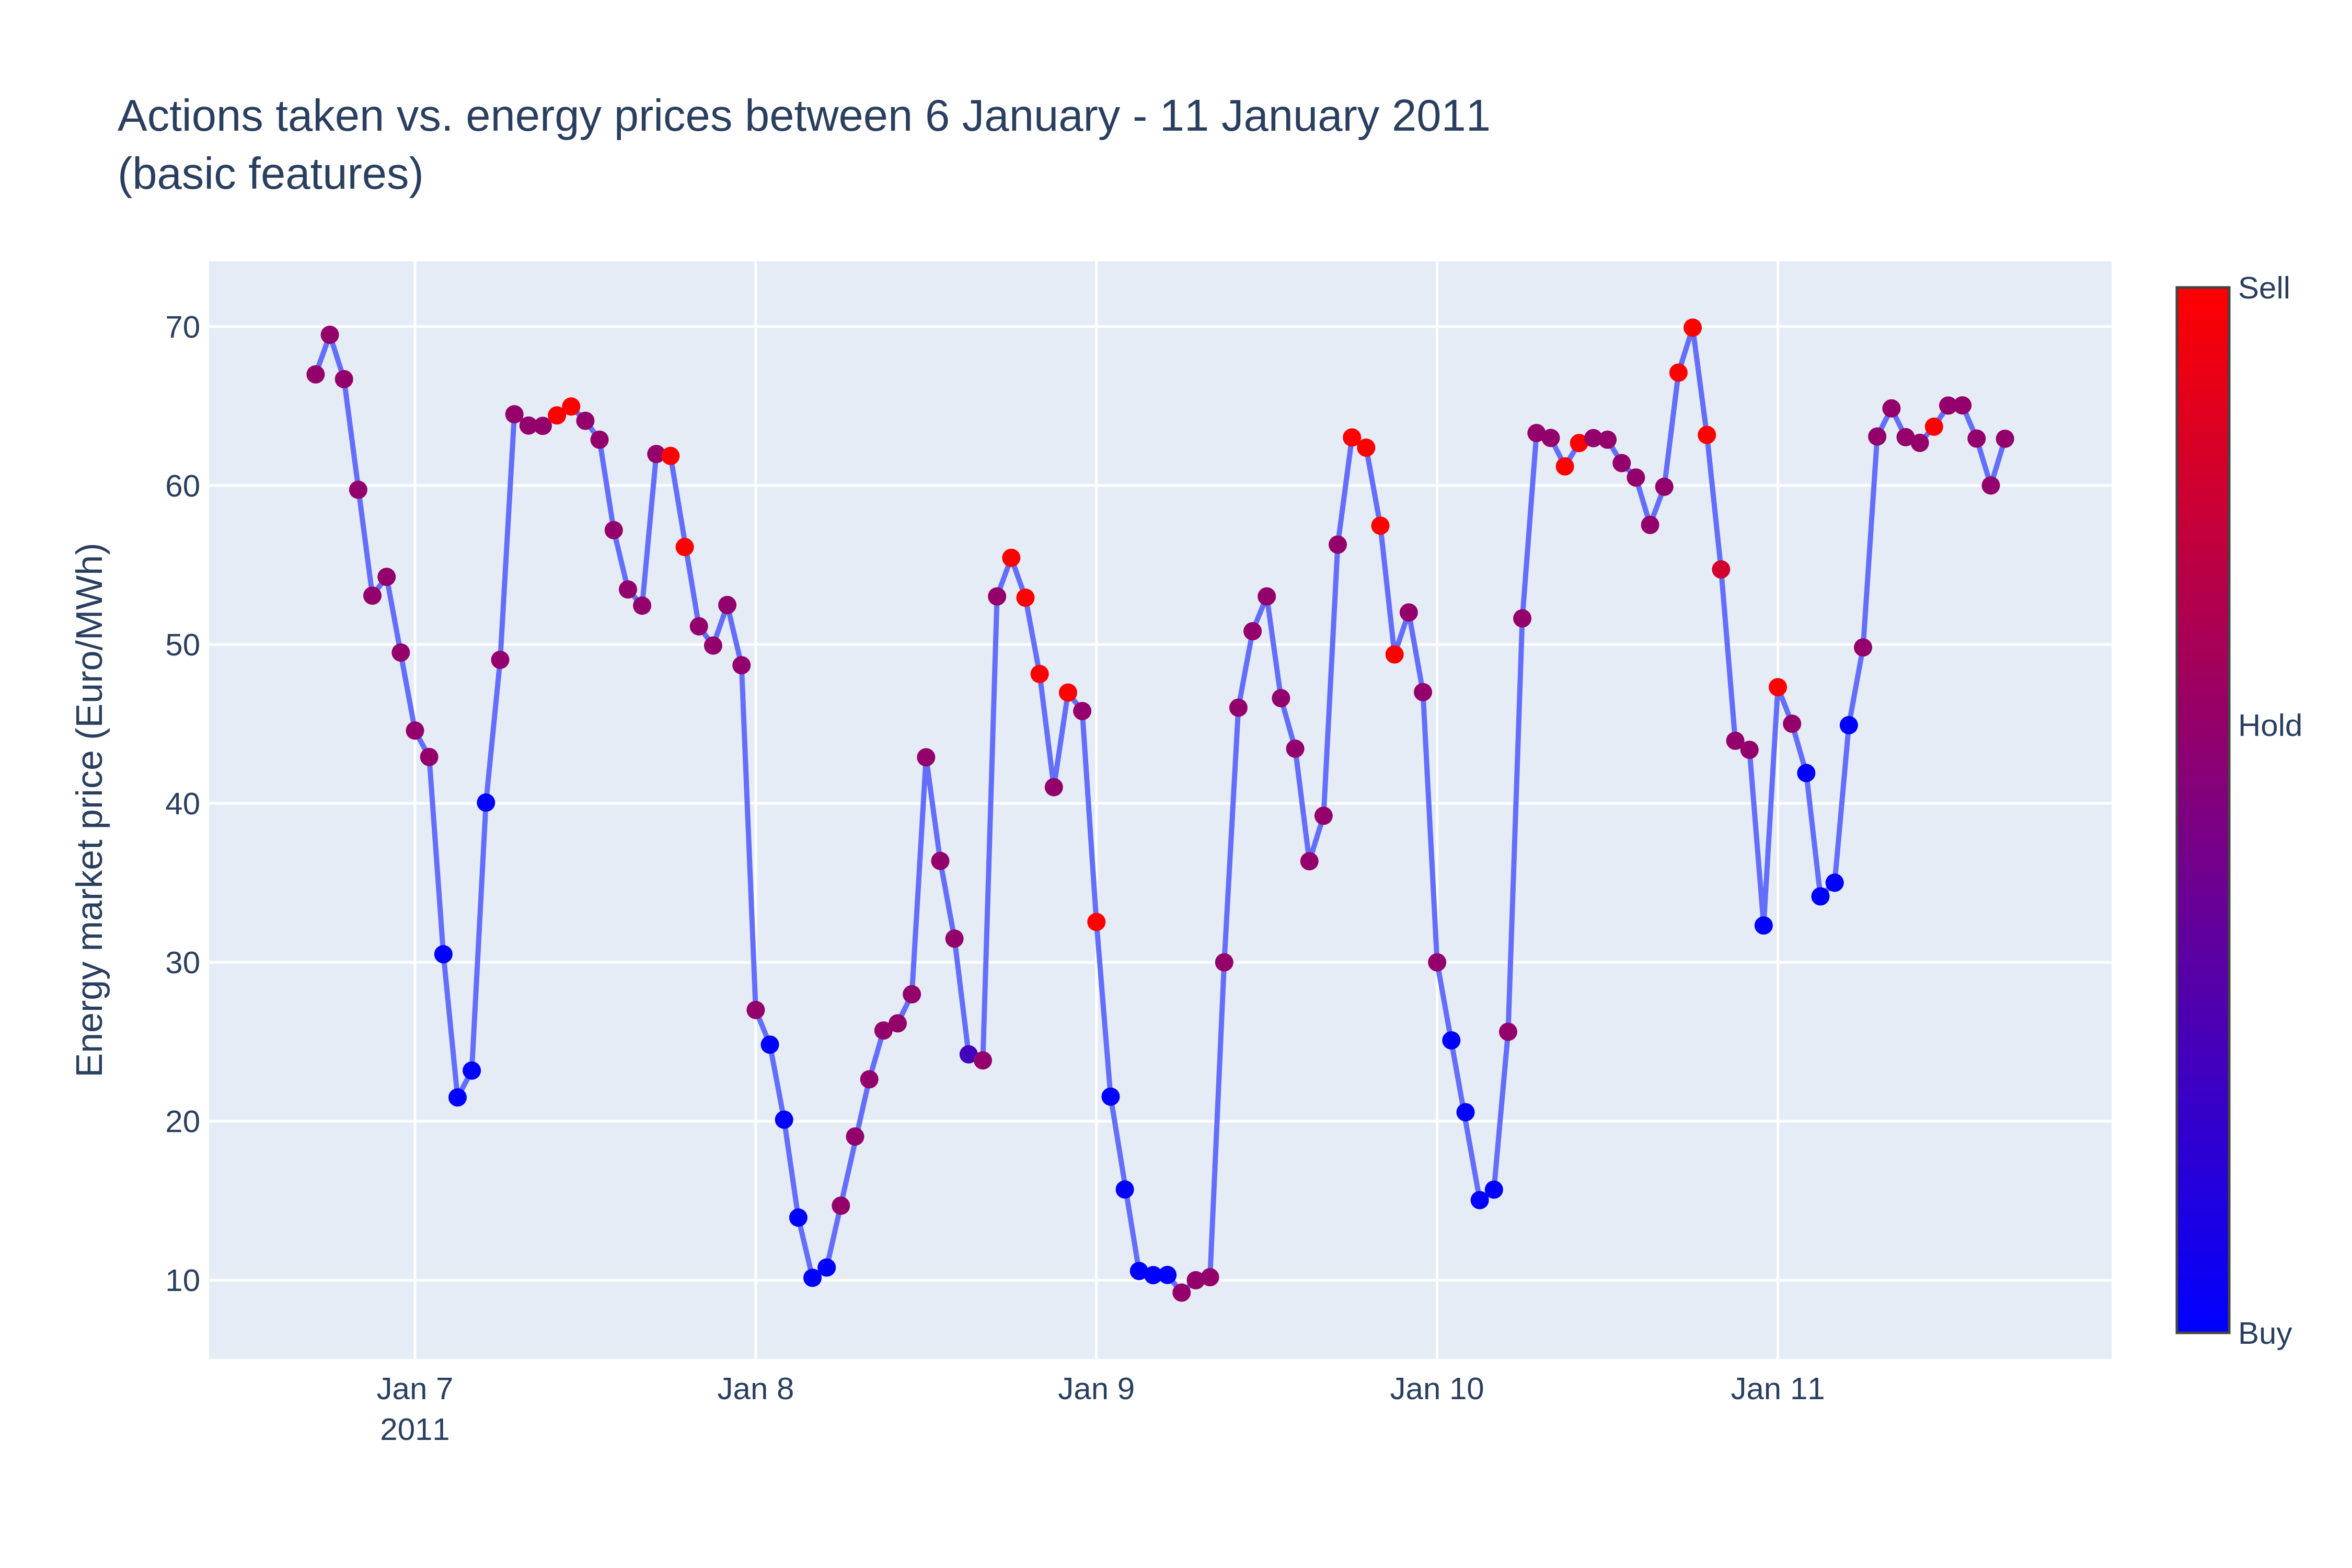 Actions taken vs. energy prices between 6 January - 11 January 2011
(basic features)
Energy market price (Euro/MWh)
70
60
50
40
30
20
10
Jan 7
2011
Jan 8
Jan 9
Jan 10
Jan 11
Sell
Hold
Buy